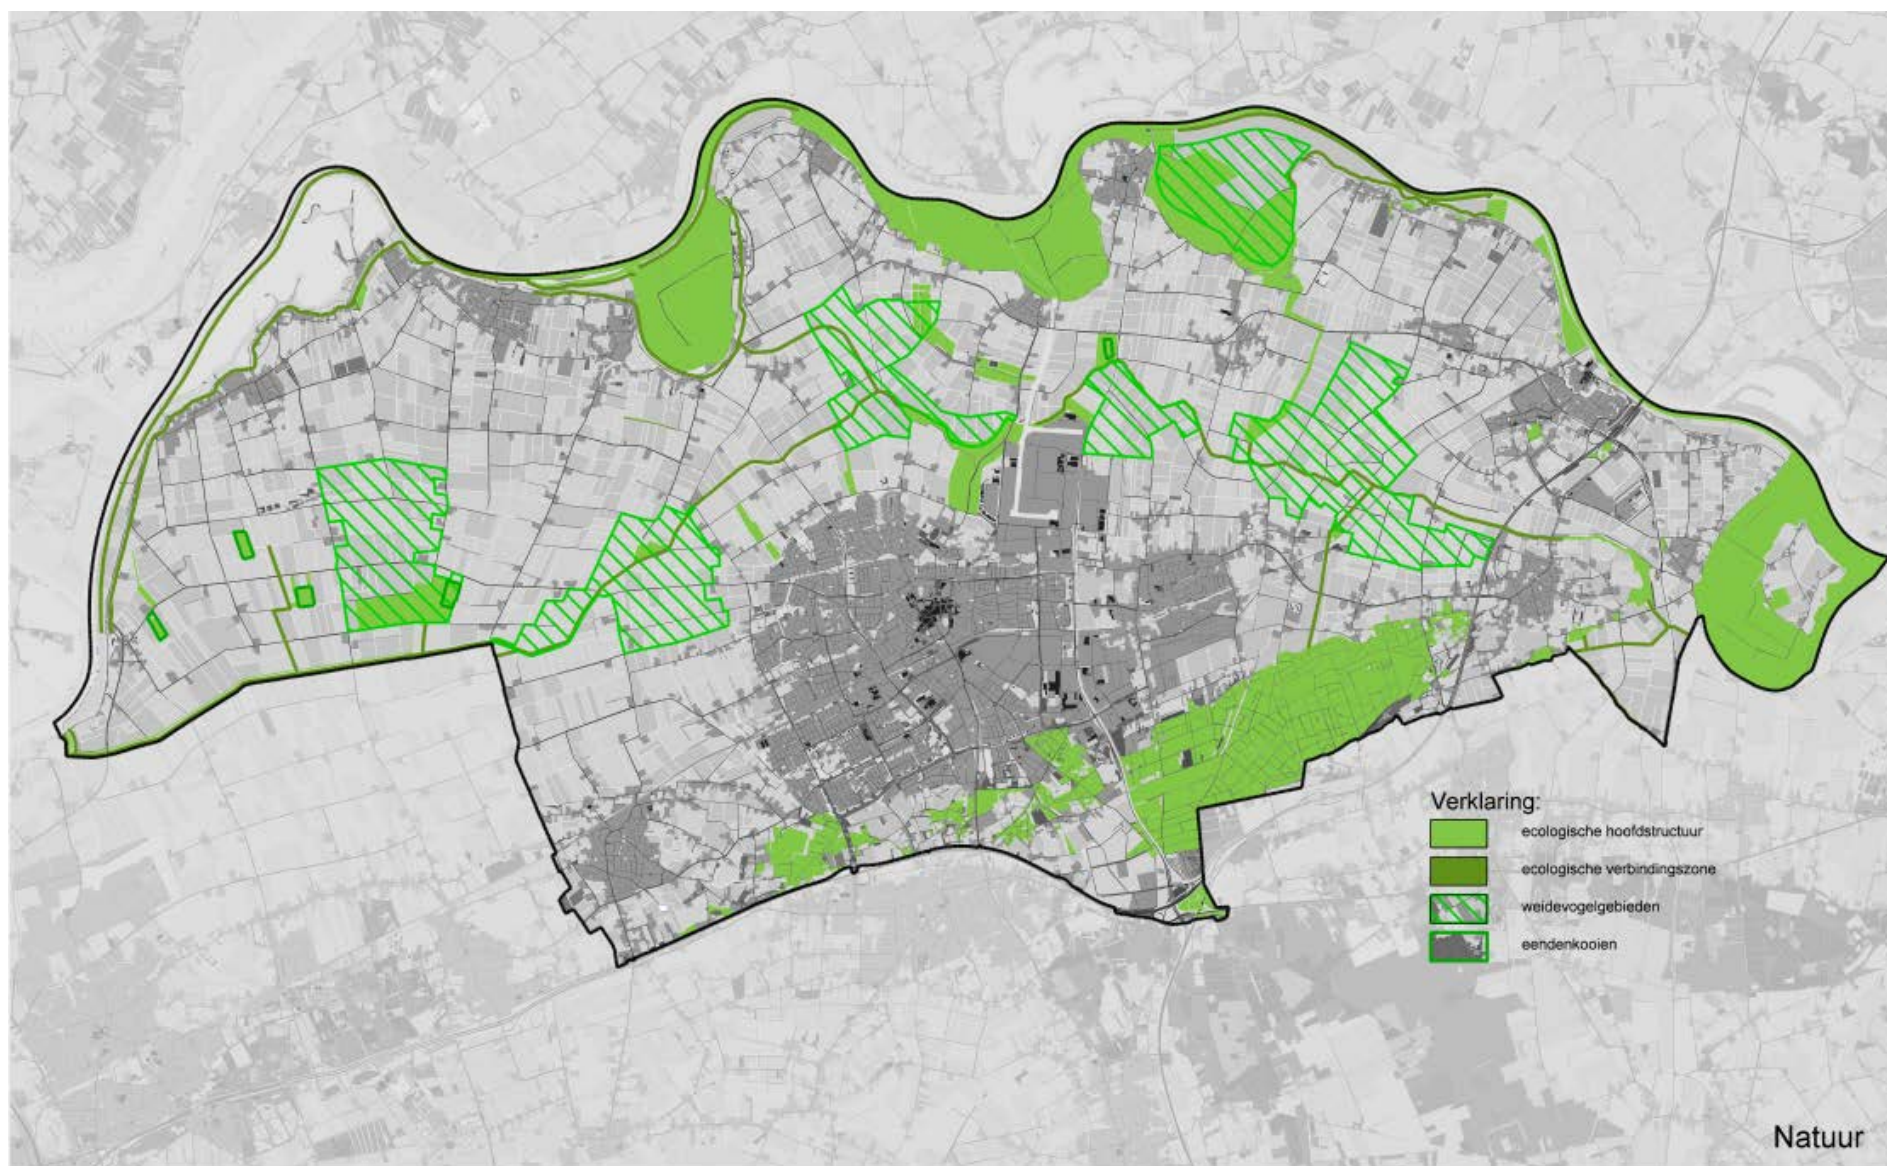 Verklaring:
ecologische hoofdstructuur
ecologische verbindingszone
weidevogelgebieden
eendenkooien
Natuur